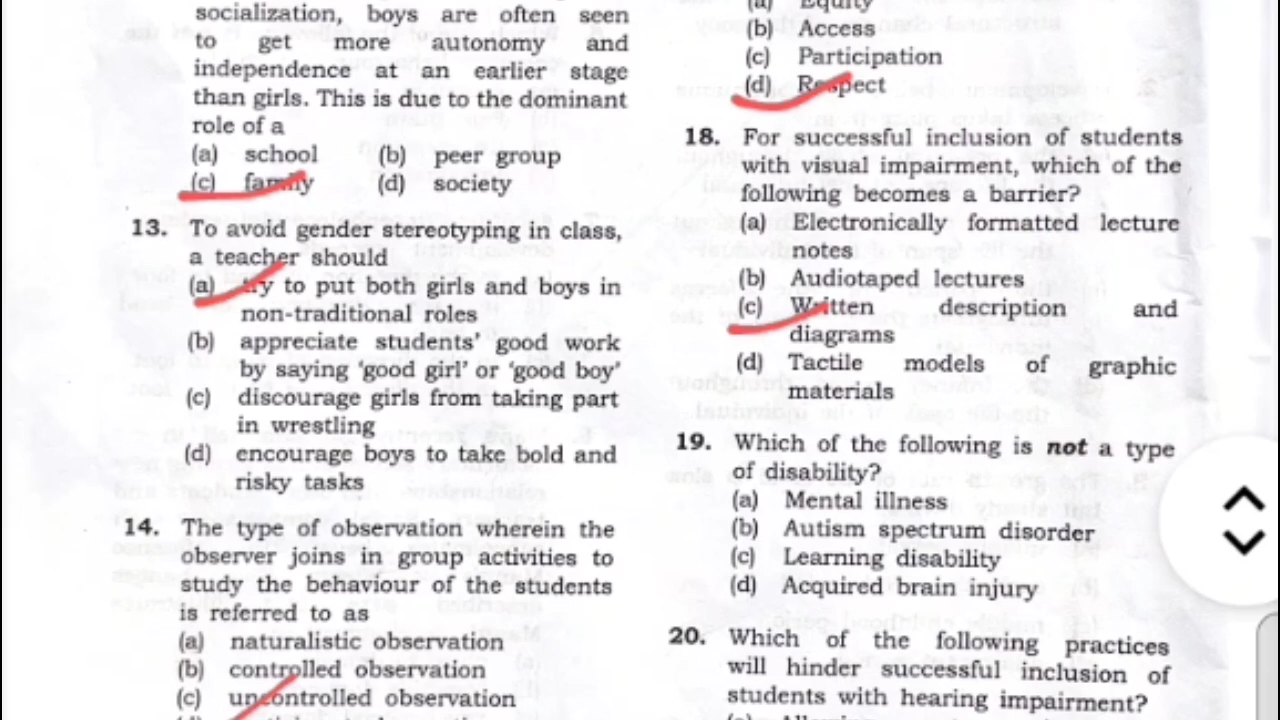 socialization, boys are often seen
to get more autonomy and
independence at an earlier stage
than girls. This is due to the dominant
role of a
(a) school (b) peer group
(c) family (d) society
13. To avoid gender stereotyping in class,
a teacher should
(a) try to put both girls and boys in
non-traditional roles
(b) appreciate students' good work
by saying 'good girl' or 'good boy'
(c) discourage girls from taking part
in wrestling
(d) encourage boys to take bold and
risky tasks
14. The type of observation wherein the
observer joins in group activities to
study the behaviour of the students
is referred to as
(a) naturalistic observation
(b) controlled observation
(c) uncontrolled observation
(a) Equity
(b) Access
(c) Participation
(d) Respect
18. For successful inclusion of students
with visual impairment, which of the
following becomes a barrier?
(a) Electronically formatted lecture
notes
(b) Audiotaped lectures
(c) Written description and
diagrams
(d) Tactile models of graphic
materials
19. Which of the following is not a type
of disability?
(a) Mental illness
(b) Autism spectrum disorder
(c) Learning disability
(d) Acquired brain injury
20. Which of the following practices
will hinder successful inclusion of
students with hearing impairment?